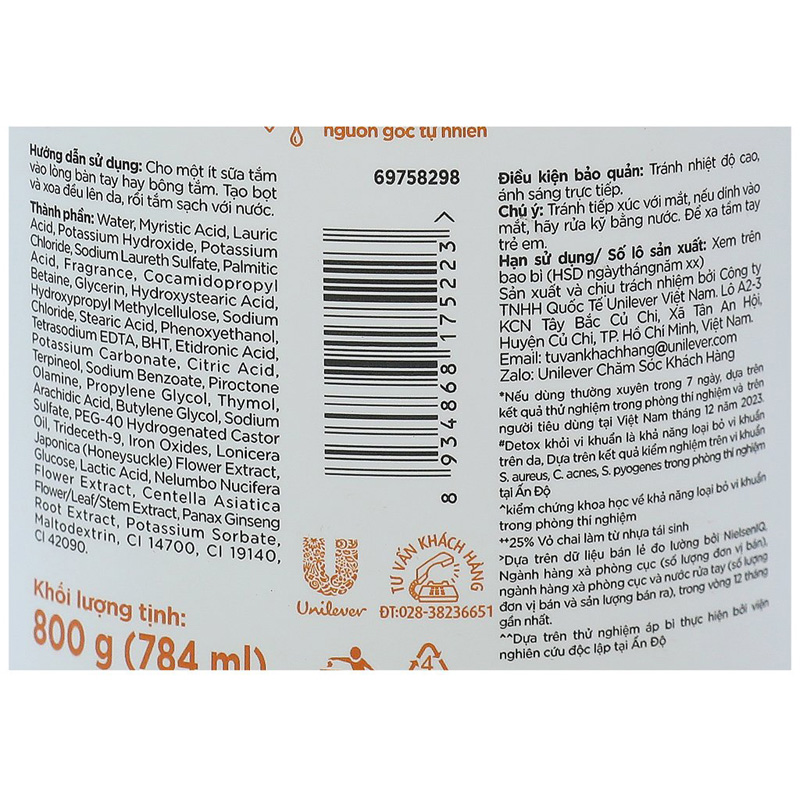 nguồn gốc tự nhiên
Hướng dẫn sử dụng: Cho một ít sữa tắm
vào lòng bàn tay hay bông tắm. Tạo bọt
và xoa đều lên da, rồi tắm sạch với nước.
Thành phần: Water, Myristic Acid, Lauric
Acid, Potassium Hydroxide, Potassium
Chloride, Sodium Laureth Sulfate, Palmitic
Acid, Fragrance, Cocamidopropyl
Betaine, Glycerin, Hydroxystearic Acid,
Hydroxypropyl Methylcellulose, Sodium
Chloride, Stearic Acid, Phenoxyethanol,
Tetrasodium EDTA, BHT, Etidronic Acid,
Potassium Carbonate, Citric Acid,
Terpineol, Sodium Benzoate, Piroctone
Olamine, Propylene Glycol, Thymol,
Arachidic Acid, Butylene Glycol, Sodium
Sulfate, PEG-40 Hydrogenated Castor
Oil, Trideceth-9, Iron Oxides, Lonicera
Japonica (Honeysuckle) Flower Extract,
Glucose, Lactic Acid, Nelumbo Nucifera
Flower Extract, Centella Asiatica
Flower/Leaf/Stem Extract, Panax Ginseng
Root Extract, Potassium Sorbate,
Maltodextrin, CI 14700, CI 19140,
CI 42090.
Khối lượng tịnh:
800 g (784 ml)
69758298
8 934868 175223 >
Unilever
TƯ VẤN KHÁCH HÀNG
ĐT:028-38236651
4
Điều kiện bảo quản: Tránh nhiệt độ cao,
ánh sáng trực tiếp.
Chú ý: Tránh tiếp xúc với mắt, nếu dính vào
mắt, hãy rửa kỹ bằng nước. Để xa tầm tay
trẻ em.
Hạn sử dụng/ Số lô sản xuất: Xem trên
bao bì (HSD ngàythángnăm xx)
Sản xuất và chịu trách nhiệm bởi Công ty
TNHH Quốc Tế Unilever Việt Nam. Lô A2-3
KCN Tây Bắc Củ Chi, Xã Tân An Hội,
Huyện Củ Chi, TP. Hồ Chí Minh, Việt Nam.
Email: tuvankhachhang@unilever.com
Zalo: Unilever Chăm Sóc Khách Hàng
*Nếu dùng thường xuyên trong 7 ngày, dựa trên
kết quả thử nghiệm trong phòng thí nghiệm và trên
người tiêu dùng tại Việt Nam tháng 12 năm 2023.
#Detox khỏi vi khuẩn là khả năng loại bỏ vi khuẩn
trên da, Dựa trên kết quả kiểm nghiệm trên vi khuẩn
S. aureus, C. acnes, S. pyogenes trong phòng thí nghiệm
tại Ấn Độ
^kiểm chứng khoa học về khả năng loại bỏ vi khuẩn
trong phòng thí nghiệm
**25% Vỏ chai làm từ nhựa tái sinh
>Dựa trên dữ liệu bán lẻ đo lường bởi NielsenIQ,
Ngành hàng xà phòng cục (số lượng đơn vị bán).
ngành hàng xà phòng cục và nước rửa tay (số lượng
đơn vị bán và sản lượng bán ra), trong vòng 12 tháng
gần nhất.
^^Dựa trên thử nghiệm áp bì thực hiện bởi viện
nghiên cứu độc lập tại Ấn Độ